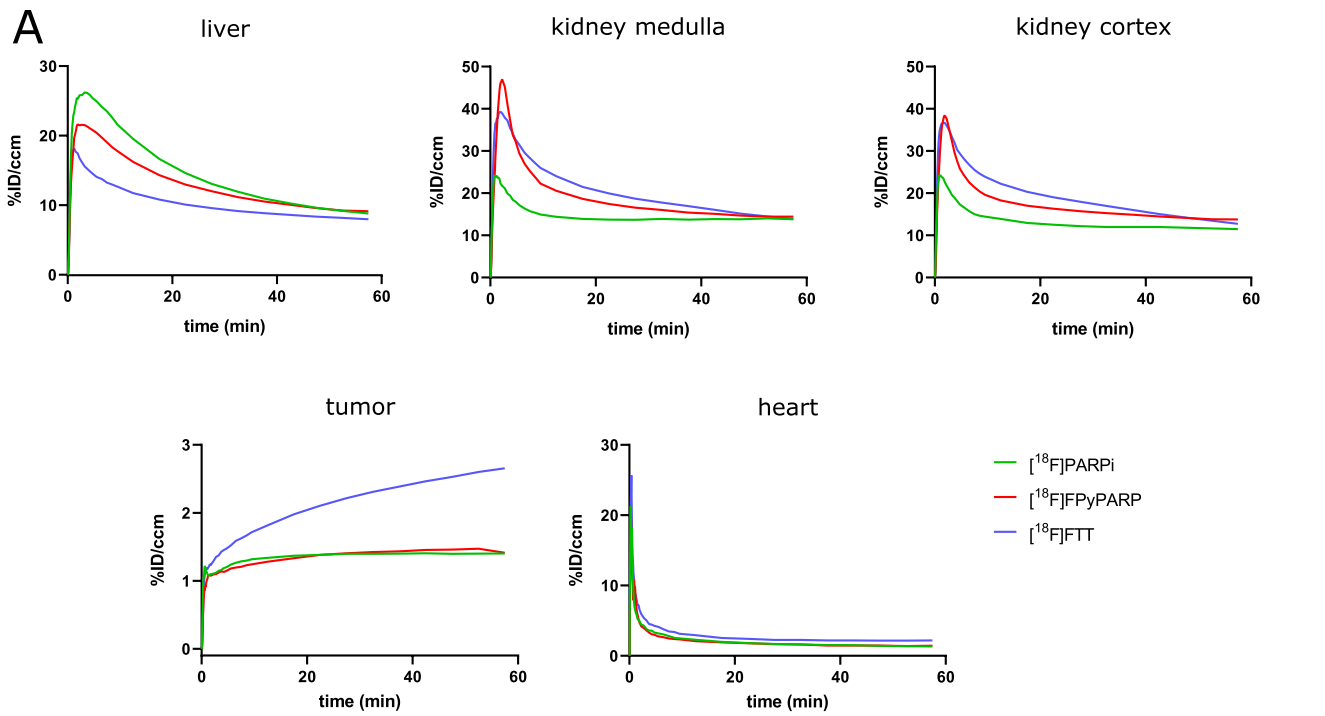 A
liver
kidney medulla
kidney cortex
30
20
10
0
%ID/ccm
0 20 40 60
time (min)
50
40
30
20
10
0
%ID/ccm
0 20 40 60
time (min)
50
40
30
20
10
0
%ID/ccm
0 20 40 60
time (min)
tumor
3
2
1
0
%ID/ccm
0 20 40 60
time (min)
heart
30
20
10
0
%ID/ccm
0 20 40 60
time (min)
[¹⁸F]PARPi
[¹⁸F]FPyPARP
[¹⁸F]FTT